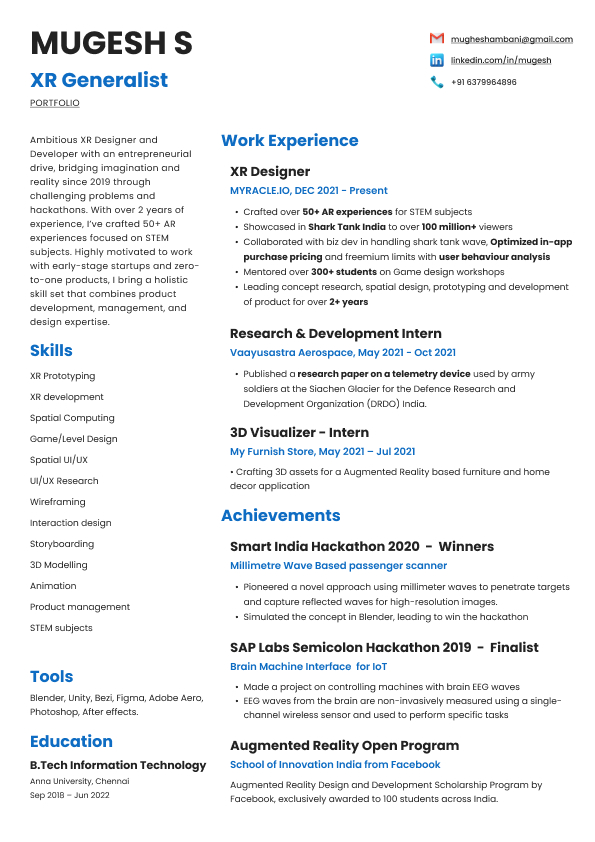 MUGESH S
XR Generalist
PORTFOLIO
mugheshambani@gmail.com
linkedin.com/in/mugesh
+91 6379964896
Ambitious XR Designer and
Developer with an entrepreneurial
drive, bridging imagination and
reality since 2019 through
challenging problems and
hackathons. With over 2 years of
experience, I've crafted 50+ AR
experiences focused on STEM
subjects. Highly motivated to work
with early-stage startups and zero-
to-one products, I bring a holistic
skill set that combines product
development, management, and
design expertise.
Skills
XR Prototyping
XR development
Spatial Computing
Game/Level Design
Spatial UI/UX
UI/UX Research
Wireframing
Interaction design
Storyboarding
3D Modelling
Animation
Product management
STEM subjects
Tools
Blender, Unity, Bezi, Figma, Adobe Aero,
Photoshop, After effects.
Education
B.Tech Information Technology
Anna University, Chennai
Sep 2018 – Jun 2022
Work Experience
XR Designer
MYRACLE.IO, DEC 2021 - Present
• Crafted over 50+ AR experiences for STEM subjects
• Showcased in Shark Tank India to over 100 million+ viewers
• Collaborated with biz dev in handling shark tank wave, Optimized in-app
purchase pricing and freemium limits with user behaviour analysis
• Mentored over 300+ students on Game design workshops
• Leading concept research, spatial design, prototyping and development
of product for over 2+ years
Research & Development Intern
Vaayusastra Aerospace, May 2021 - Oct 2021
• Published a research paper on a telemetry device used by army
soldiers at the Siachen Glacier for the Defence Research and
Development Organization (DRDO) India.
3D Visualizer - Intern
My Furnish Store, May 2021 – Jul 2021
• Crafting 3D assets for a Augmented Reality based furniture and home
decor application
Achievements
Smart India Hackathon 2020 - Winners
Millimetre Wave Based passenger scanner
• Pioneered a novel approach using millimeter waves to penetrate targets
and capture reflected waves for high-resolution images.
• Simulated the concept in Blender, leading to win the hackathon
SAP Labs Semicolon Hackathon 2019 - Finalist
Brain Machine Interface for IoT
• Made a project on controlling machines with brain EEG waves
• EEG waves from the brain are non-invasively measured using a single-
channel wireless sensor and used to perform specific tasks
Augmented Reality Open Program
School of Innovation India from Facebook
Augmented Reality Design and Development Scholarship Program by
Facebook, exclusively awarded to 100 students across India.